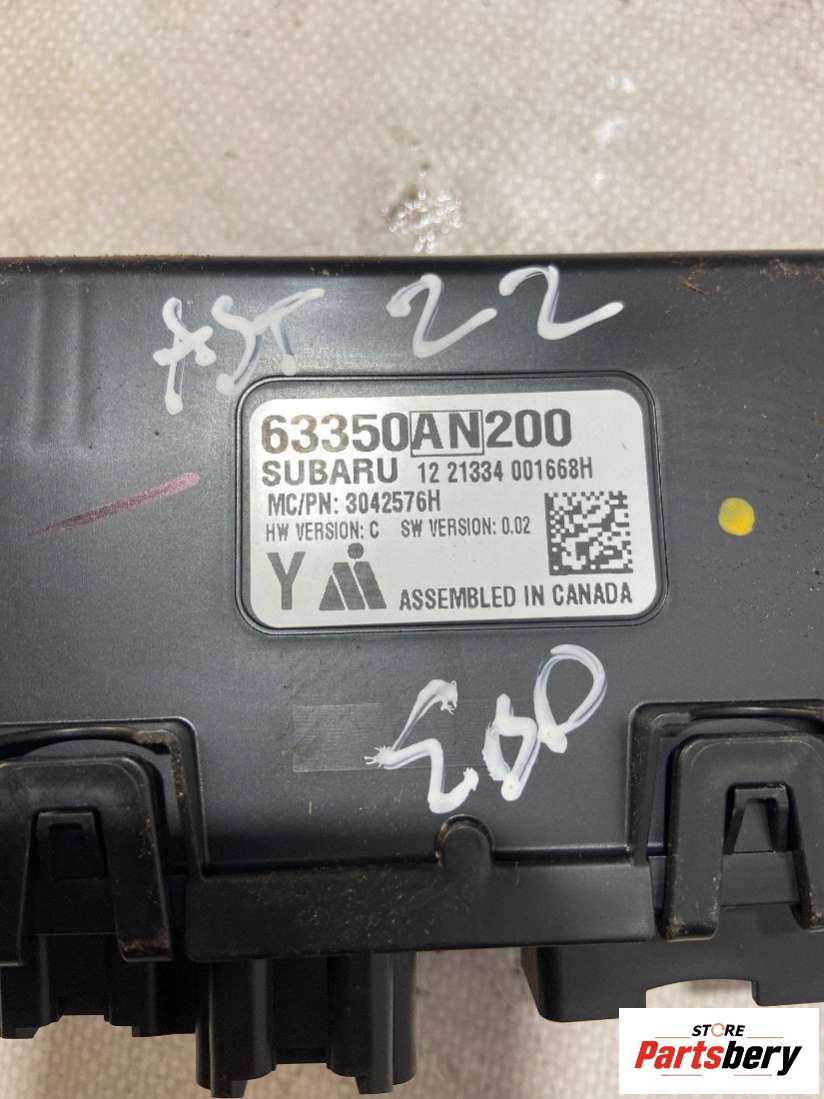 AST 22
63350AN200
SUBARU 12 21334 001668H
MC/PN: 3042576H
HW VERSION: C SW VERSION: 0.02
Y
ASSEMBLED IN CANADA
STORE
Partsbery